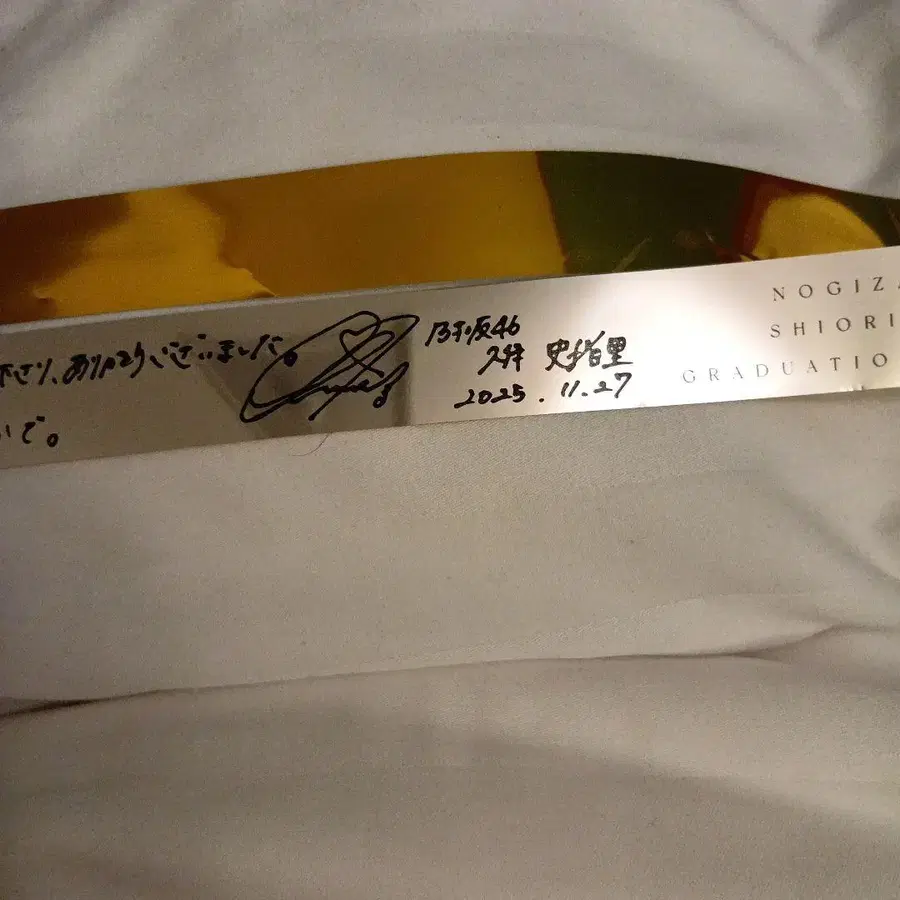 ださり、ありがとうございました。
いで。
乃木坂46
久保 史緒里
2025.11.27
NOGIZA
SHIORI
GRADUATIO